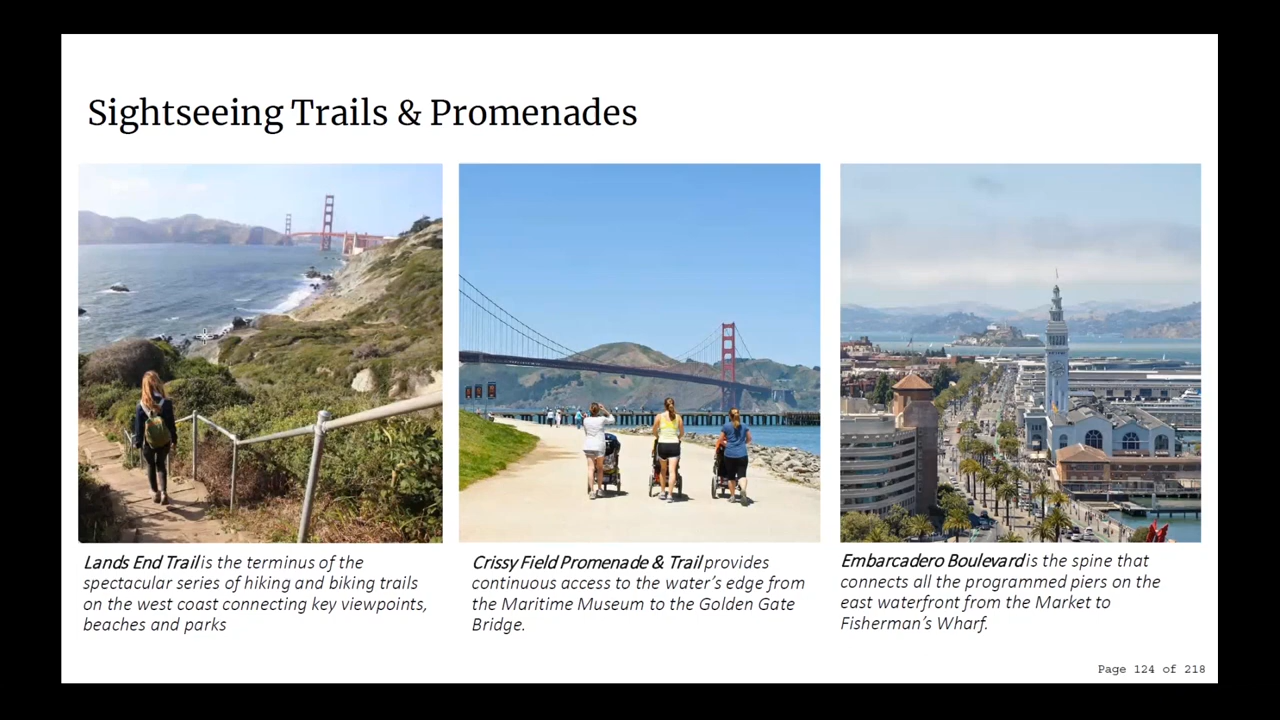 Sightseeing Trails & Promenades
Lands End Trail is the terminus of the
spectacular series of hiking and biking trails
on the west coast connecting key viewpoints,
beaches and parks
Crissy Field Promenade & Trail provides
continuous access to the water’s edge from
the Maritime Museum to the Golden Gate
Bridge.
Embarcadero Boulevard is the spine that
connects all the programmed piers on the
east waterfront from the Market to
Fisherman’s Wharf.
Page 124 of 218